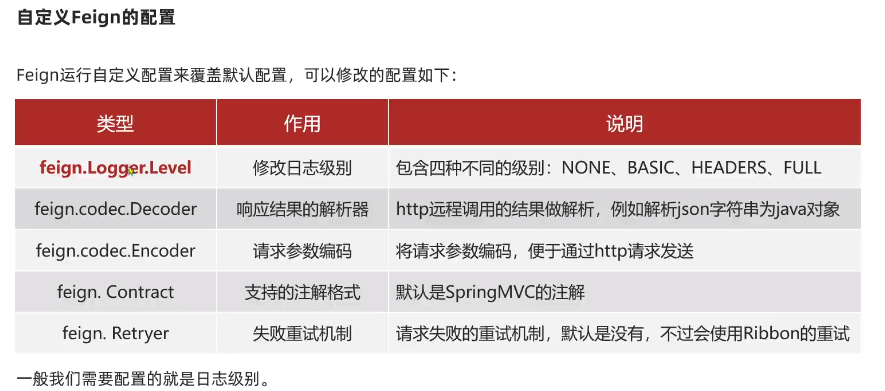 自定义Feign的配置
Feign运行自定义配置来覆盖默认配置，可以修改的配置如下：
类型 作用 说明
feign.Logger.Level 修改日志级别 包含四种不同的级别：NONE、BASIC、HEADERS、FULL
feign.codec.Decoder 响应结果的解析器 http远程调用的结果做解析，例如解析json字符串为java对象
feign.codec.Encoder 请求参数编码 将请求参数编码，便于通过http请求发送
feign. Contract 支持的注解格式 默认是SpringMVC的注解
feign. Retryer 失败重试机制 请求失败的重试机制，默认是没有，不过会使用Ribbon的重试
一般我们需要配置的就是日志级别。